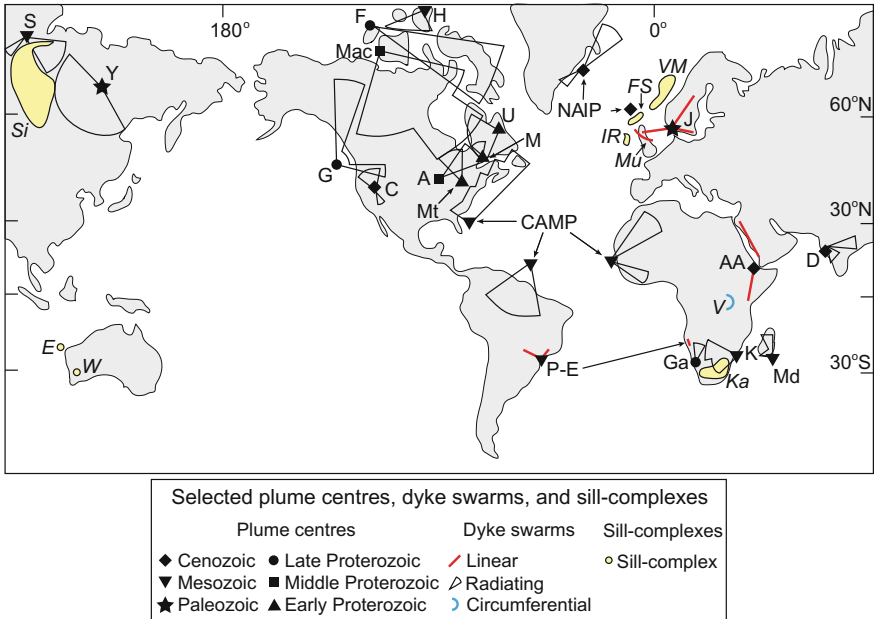 S
180°
F
H
0°
Mac
Y
VM
NAIP
FS
60°N
Si
U
J
M
IR
Mu
G
A
C
Mt
CAMP
30°N
AA
D
V
E
W
P-E
Ga
K
Ka
Md
30°S
Selected plume centres, dyke swarms, and sill-complexes
Plume centres Dyke swarms Sill-complexes
Cenozoic Late Proterozoic Linear Sill-complex
Mesozoic Middle Proterozoic Radiating
Paleozoic Early Proterozoic Circumferential